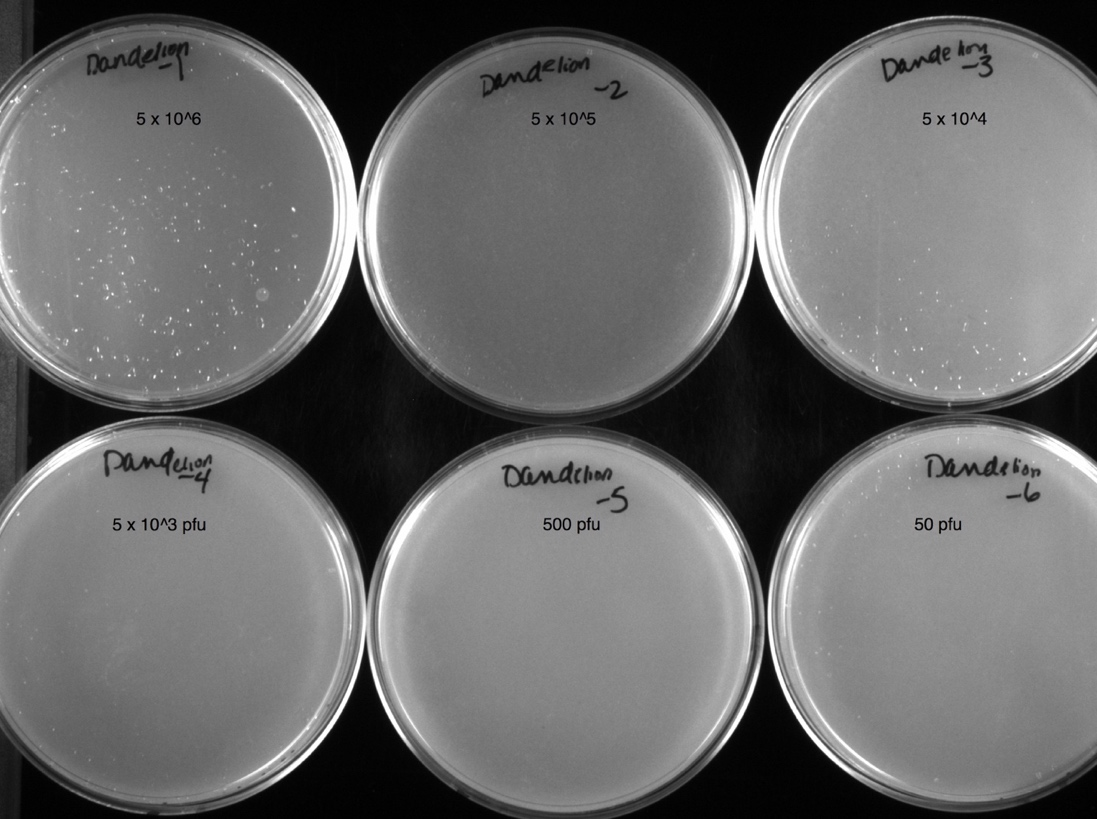 Dandelion
-1
5 x 10^6
Dandelion
-2
5 x 10^5
Dandelion
-3
5 x 10^4
Dandelion
-4
5 x 10^3 pfu
Dandelion
-5
500 pfu
Dandelion
-6
50 pfu